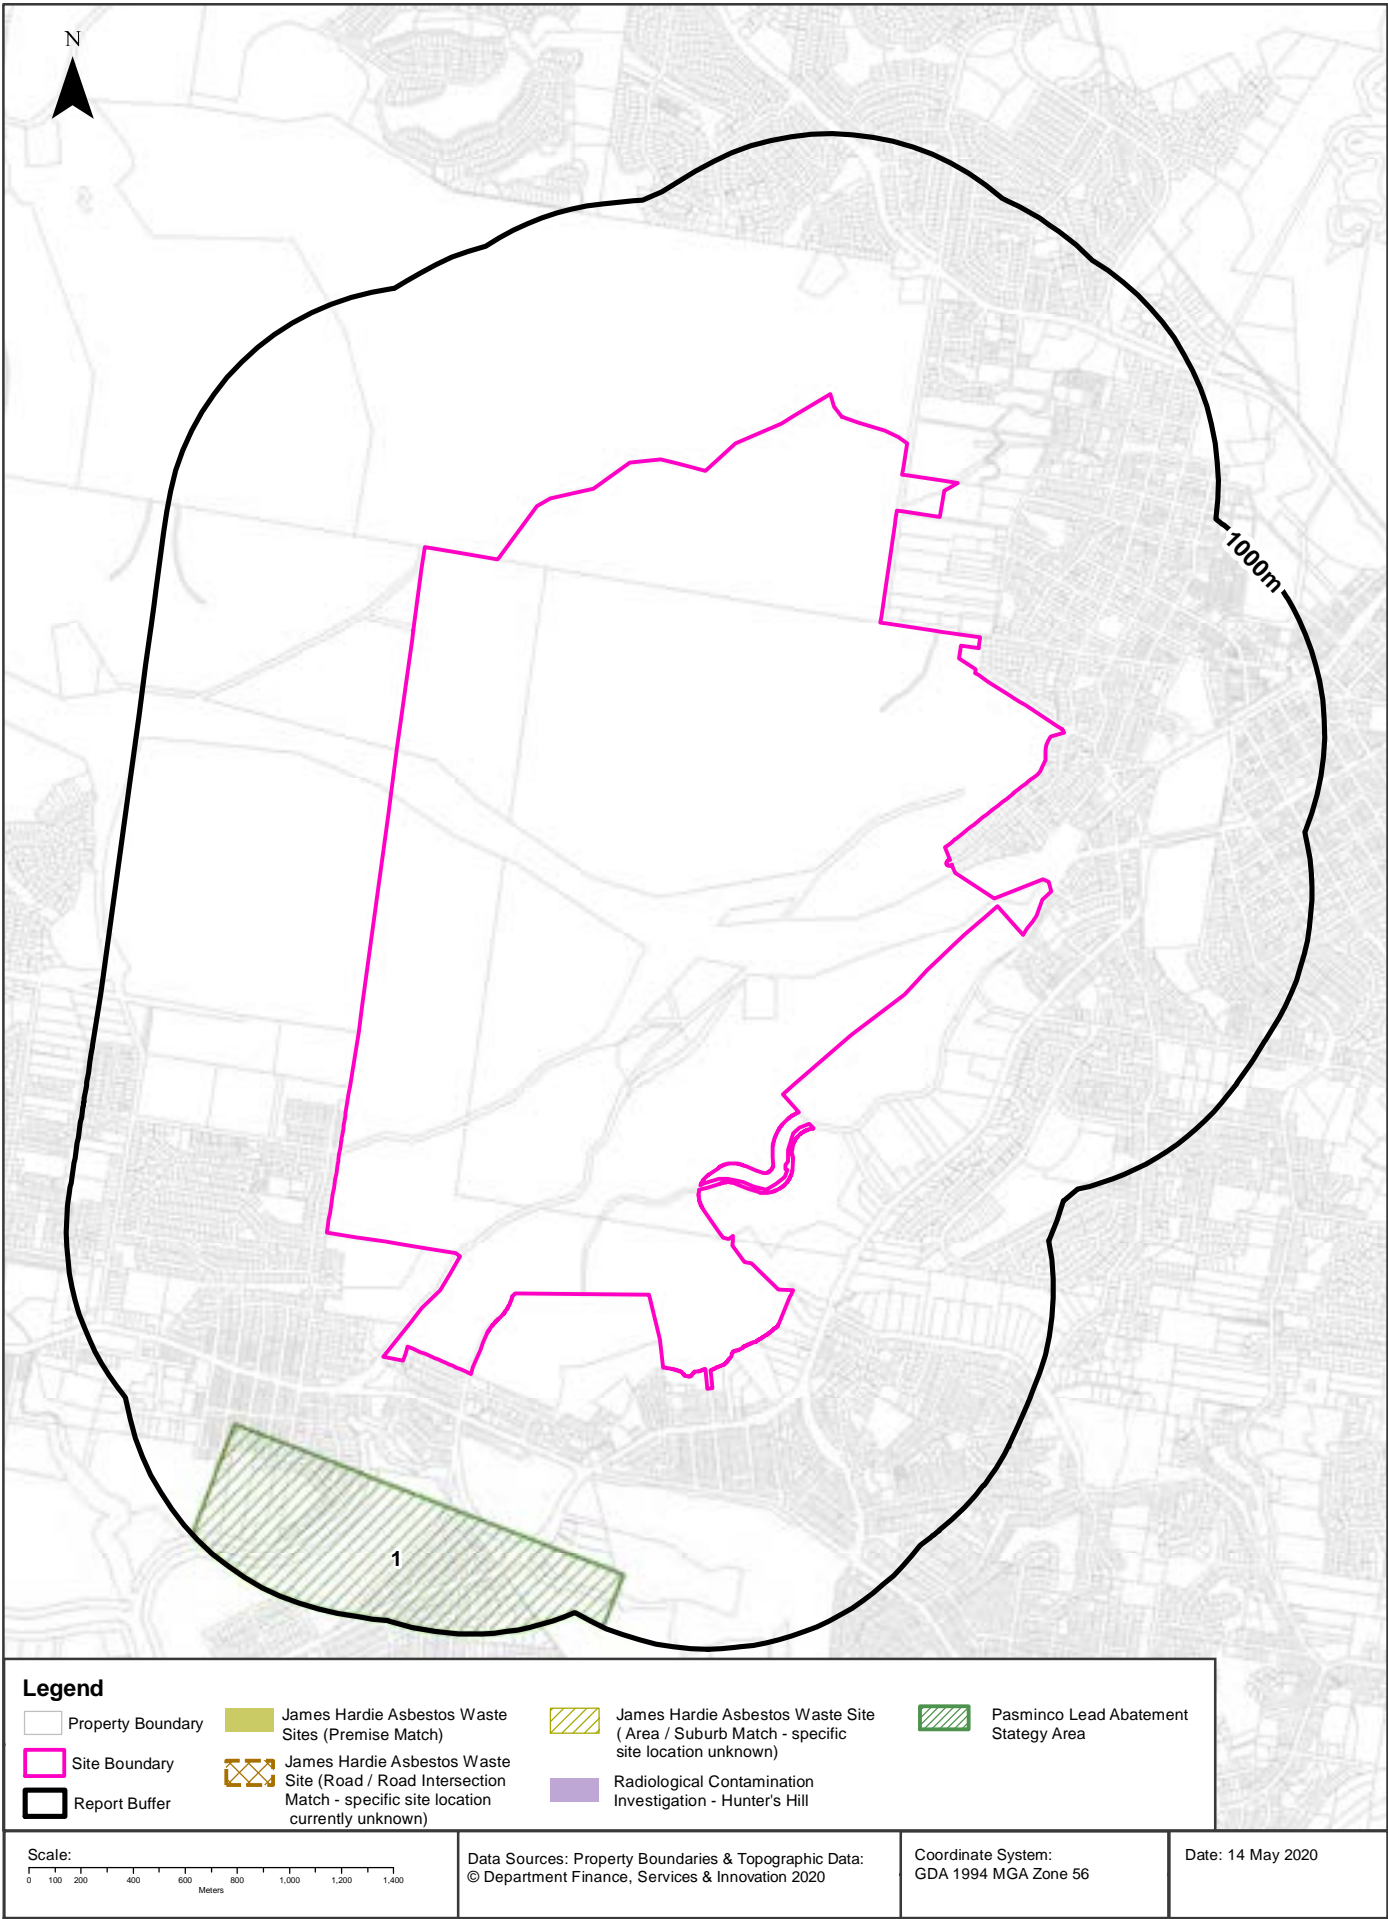 N
1000m
1
Legend
Property Boundary
Site Boundary
Report Buffer
James Hardie Asbestos Waste
Sites (Premise Match)
James Hardie Asbestos Waste
Site (Road / Road Intersection
Match - specific site location
currently unknown)
James Hardie Asbestos Waste Site
( Area / Suburb Match - specific
site location unknown)
Radiological Contamination
Investigation - Hunter's Hill
Pasminco Lead Abatement
Stategy Area
Scale:
0 100 200 400 600 800 1,000 1,200 1,400
Meters
Data Sources: Property Boundaries & Topographic Data:
© Department Finance, Services & Innovation 2020
Coordinate System:
GDA 1994 MGA Zone 56
Date: 14 May 2020